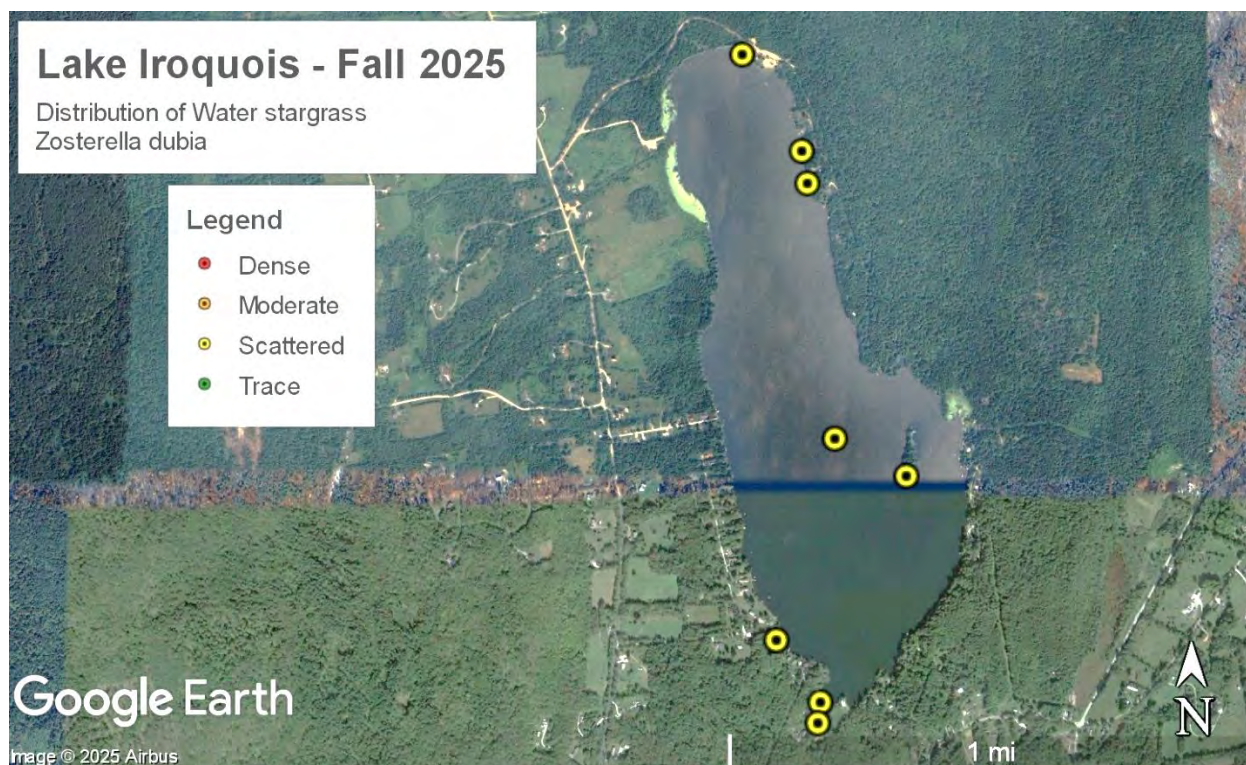 Lake Iroquois - Fall 2025
Distribution of Water stargrass
Zosterella dubia
Legend
Dense
Moderate
Scattered
Trace
Google Earth
Image © 2025 Airbus
1 mi
N